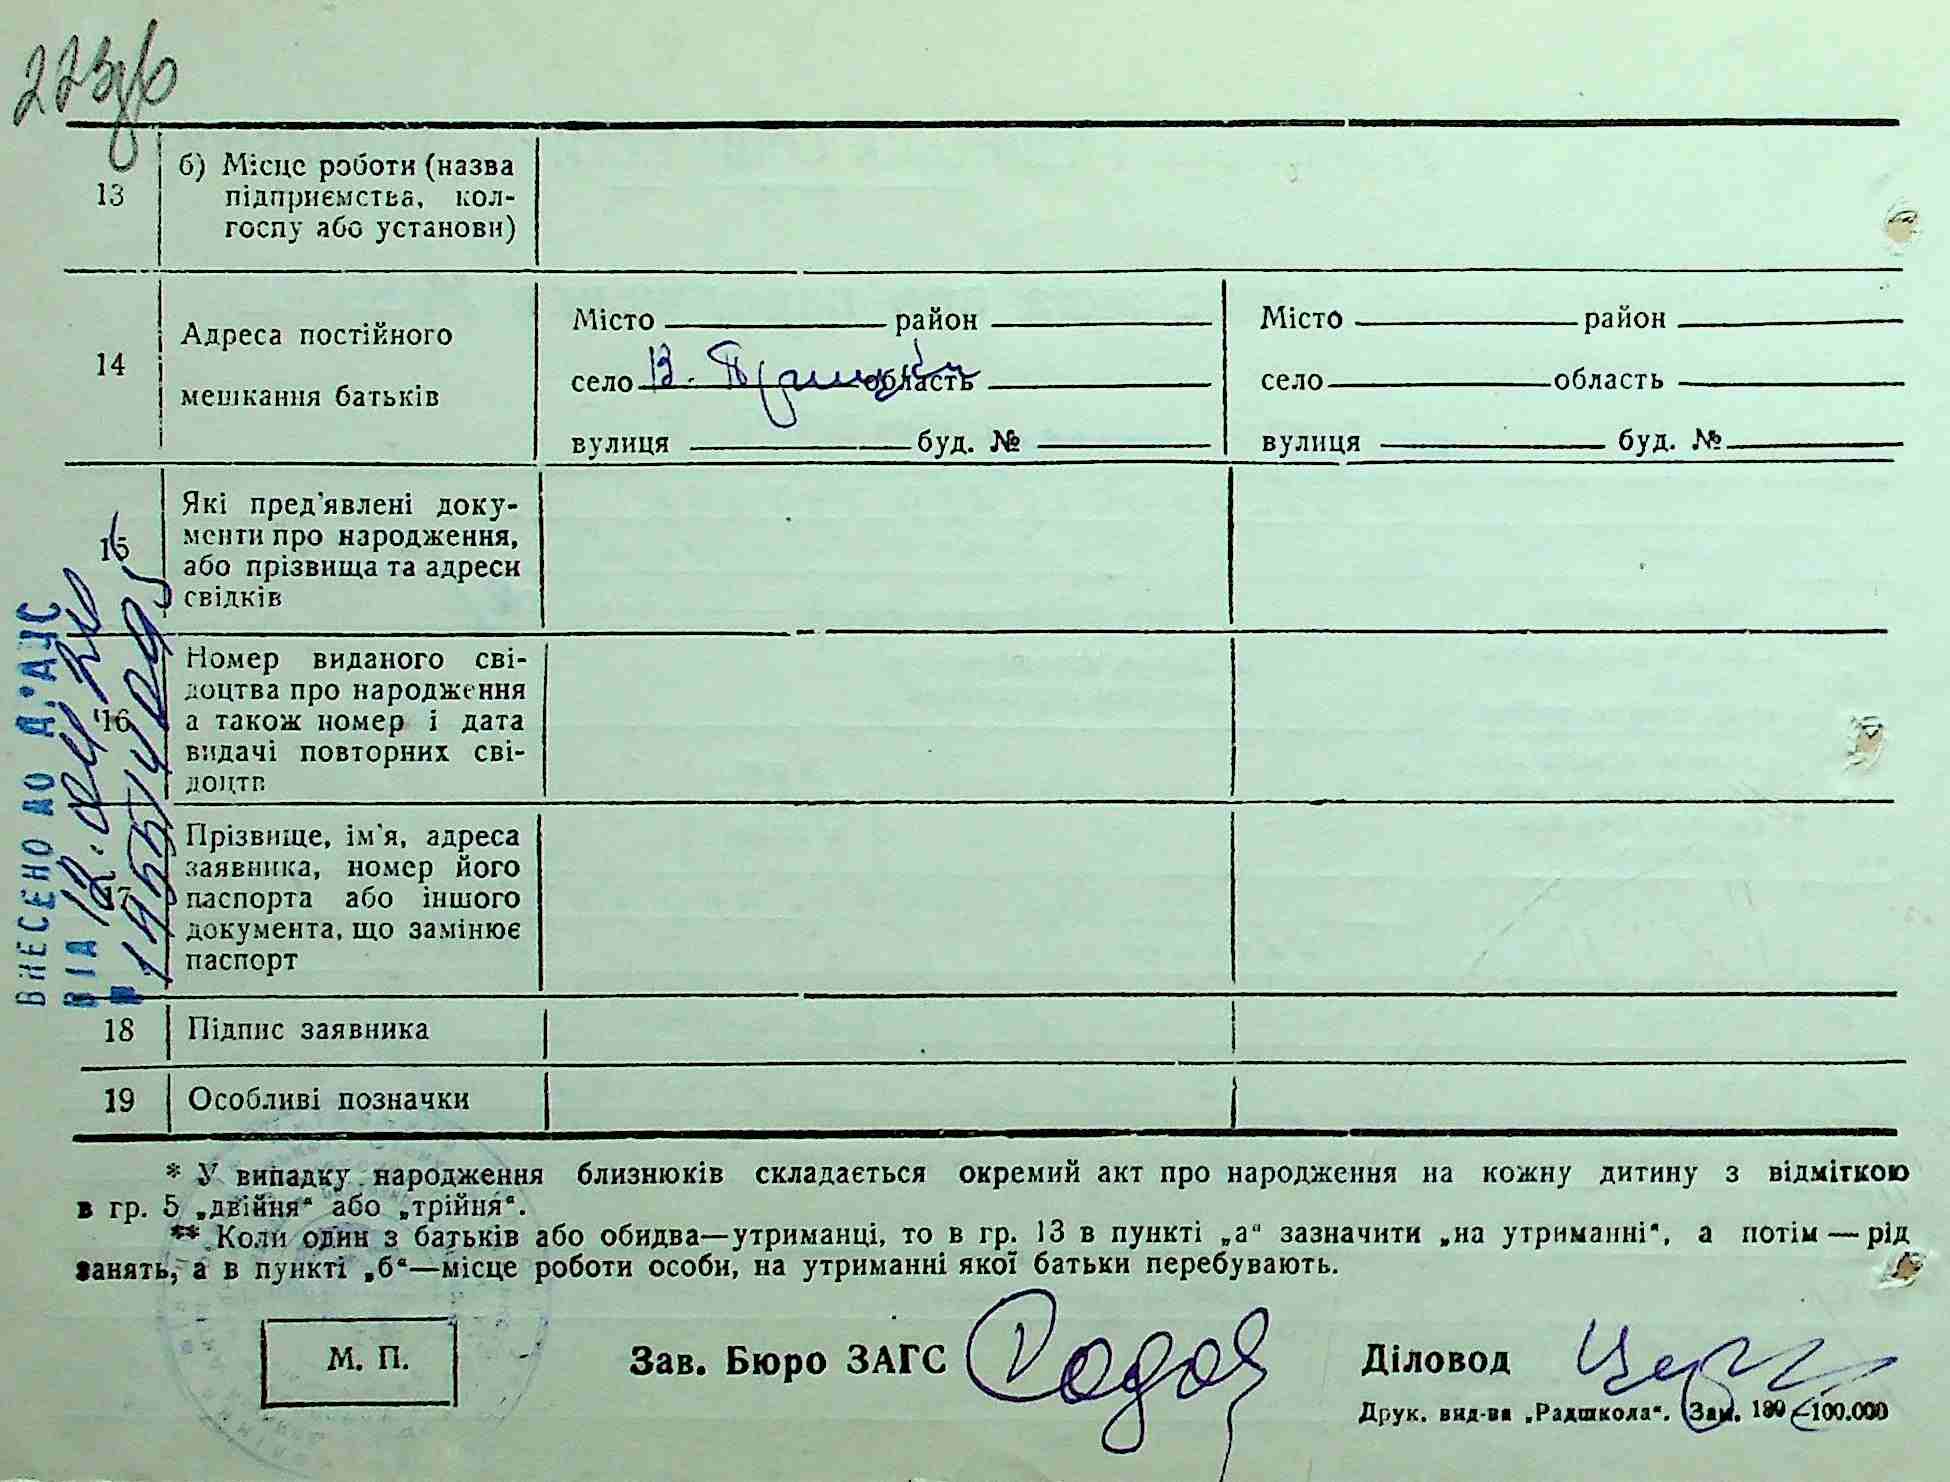 223
13
б) Місце роботи (назва
підприємства, кол-
госпу або установи)
14
Адреса постійного
мешкання батьків
Місто район
село В. область
вулиця буд. №
Місто район
село область
вулиця буд. №
15
Які пред'явлені доку-
менти про народження,
або прізвища та адреси
свідків
16
Номер виданого сві-
доцтва про народження
а також номер і дата
видачі повторних сві-
доцтв
17
Прізвище, ім'я, адреса
заявника, номер його
паспорта або іншого
документа, що замінює
паспорт
18
Підпис заявника
19
Особливі позначки
ВНЕСЕНО ДО ДРАЦС
ВІД 12.04
* У випадку народження близнюків складається окремий акт про народження на кожну дитину з відміткою
в гр. 5 „двійня“ або „трійня“.
** Коли один з батьків або обидва—утриманці, то в гр. 13 в пункті „а“ зазначити „на утриманні“, а потім — рід
занять, а в пункті „б“—місце роботи особи, на утриманні якої батьки перебувають.
М. П.
Зав. Бюро ЗАГС
Діловод
Друк. вид-ва „Радшкола“. Зам. 180 —100.000